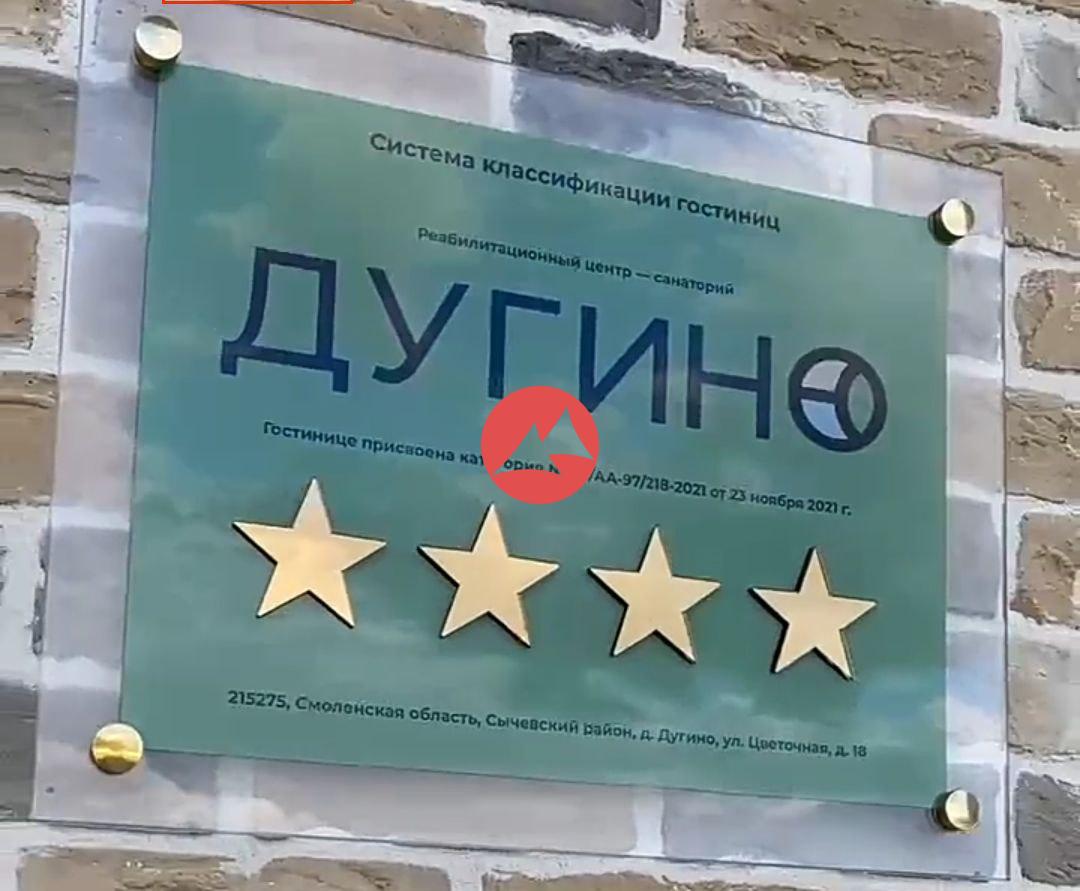 Система классификации гостиниц
Реабилитационный центр — санаторий
ДУГИНО
Гостинице присвоена категория /АА-97/218-2021 от 23 ноября 2021 г.
215275, Смоленская область, Сычевский район, д. Дугино, ул. Цветочная, д. 18